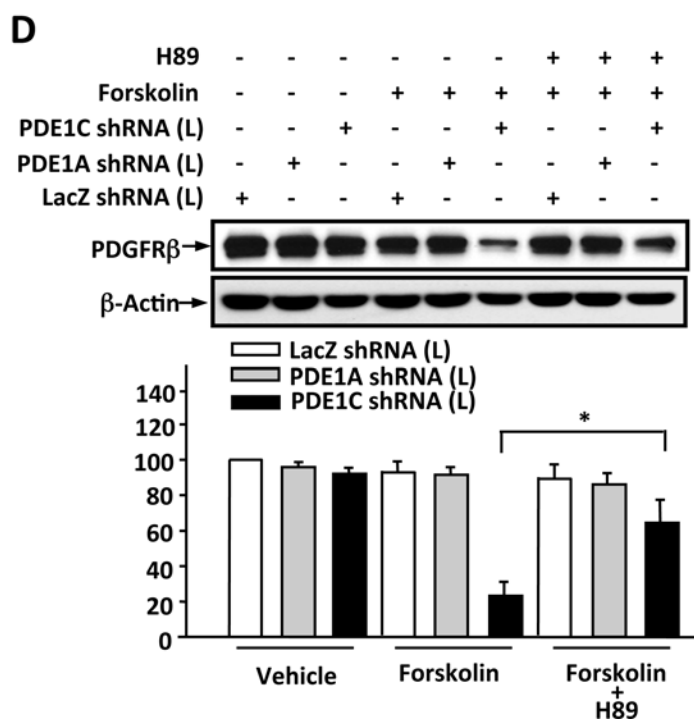 D
H89 - - - - - - + + +
Forskolin - - - + + + + + +
PDE1C shRNA (L) - - + - - + - - +
PDE1A shRNA (L) - + - - + - - + -
LacZ shRNA (L) + - - + - - + - -
PDGFRβ
β-Actin
LacZ shRNA (L)
PDE1A shRNA (L)
PDE1C shRNA (L)
140
120
100
80
60
40
20
0
*
Vehicle Forskolin Forskolin
+
H89